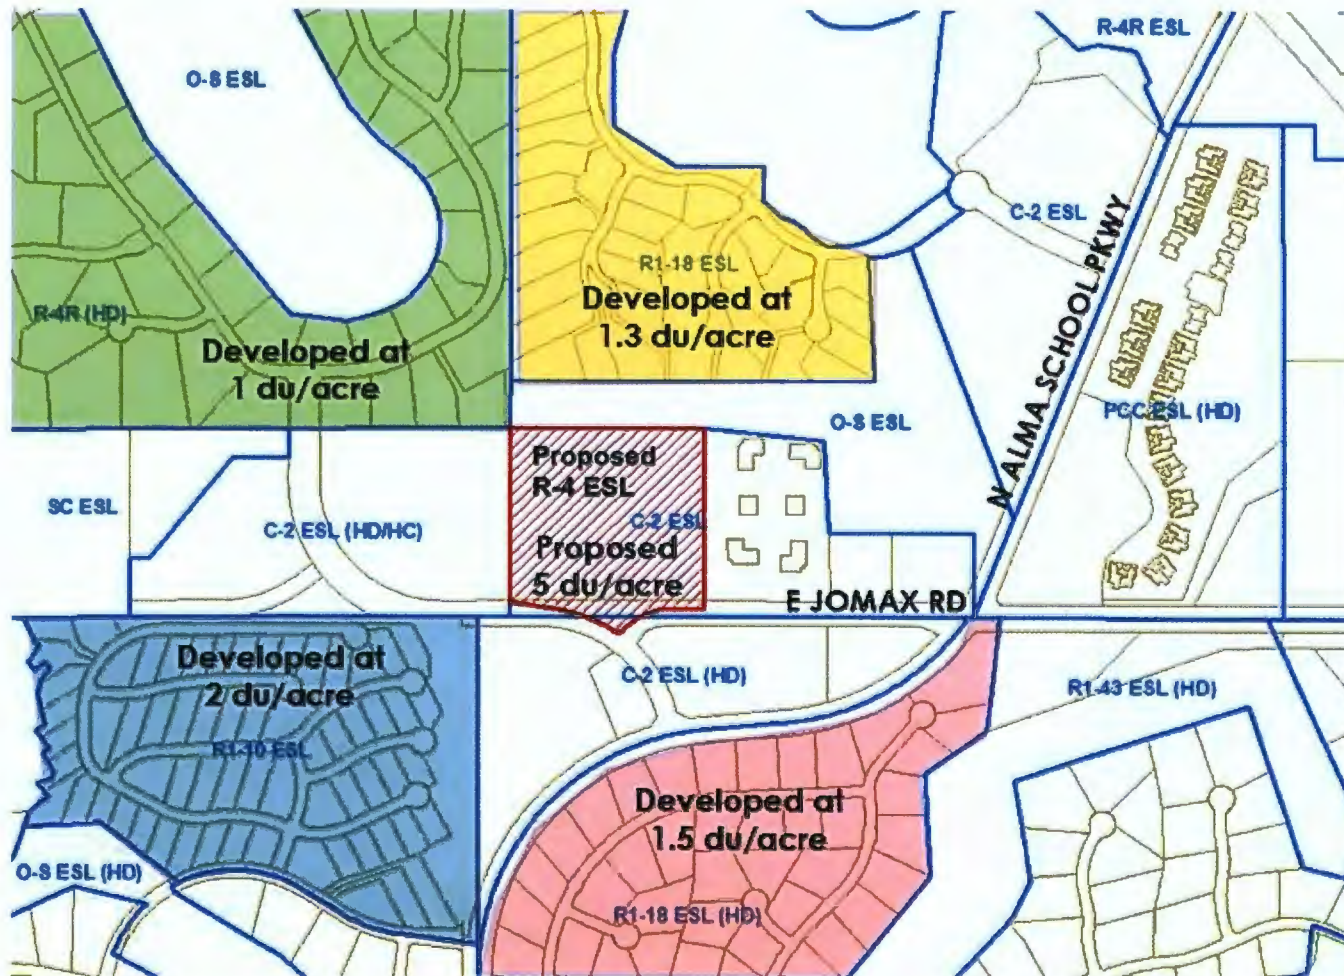 R-4R ESL
O-S ESL
C-2 ESL
N ALMA SCHOOL PKWY
R1-18 ESL
Developed at
1.3 du/acre
R-4R (HD)
Developed at
1 du/acre
PCC ESL (HD)
O-S ESL
Proposed
R-4 ESL
SC ESL
C-2 ESL (HD/HC)
C-2 ESL
Proposed
5 du/acre
E JOMAX RD
Developed at
2 du/acre
C-2 ESL (HD)
R1-43 ESL (HD)
R1-10 ESL
Developed at
1.5 du/acre
O-S ESL (HD)
R1-18 ESL (HD)